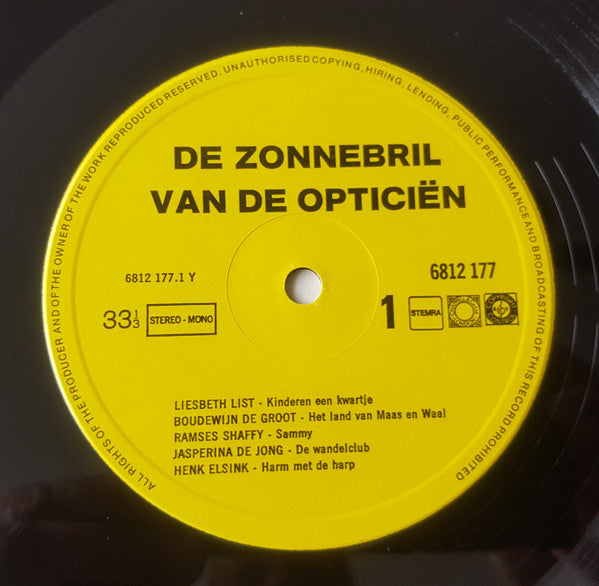 ALL RIGHTS OF THE PRODUCER AND OF THE OWNER OF THE WORK REPRODUCED RESERVED. UNAUTHORISED COPYING, HIRING, LENDING, PUBLIC PERFORMANCE AND BROADCASTING OF THIS RECORD PROHIBITED
DE ZONNEBRIL
VAN DE OPTICIËN
6812 177.1 Y
6812 177
33⅓
STEREO - MONO
1
STEMRA
LIESBETH LIST - Kinderen een kwartje
BOUDEWIJN DE GROOT - Het land van Maas en Waal
RAMSES SHAFFY - Sammy
JASPERINA DE JONG - De wandelclub
HENK ELSINK - Harm met de harp